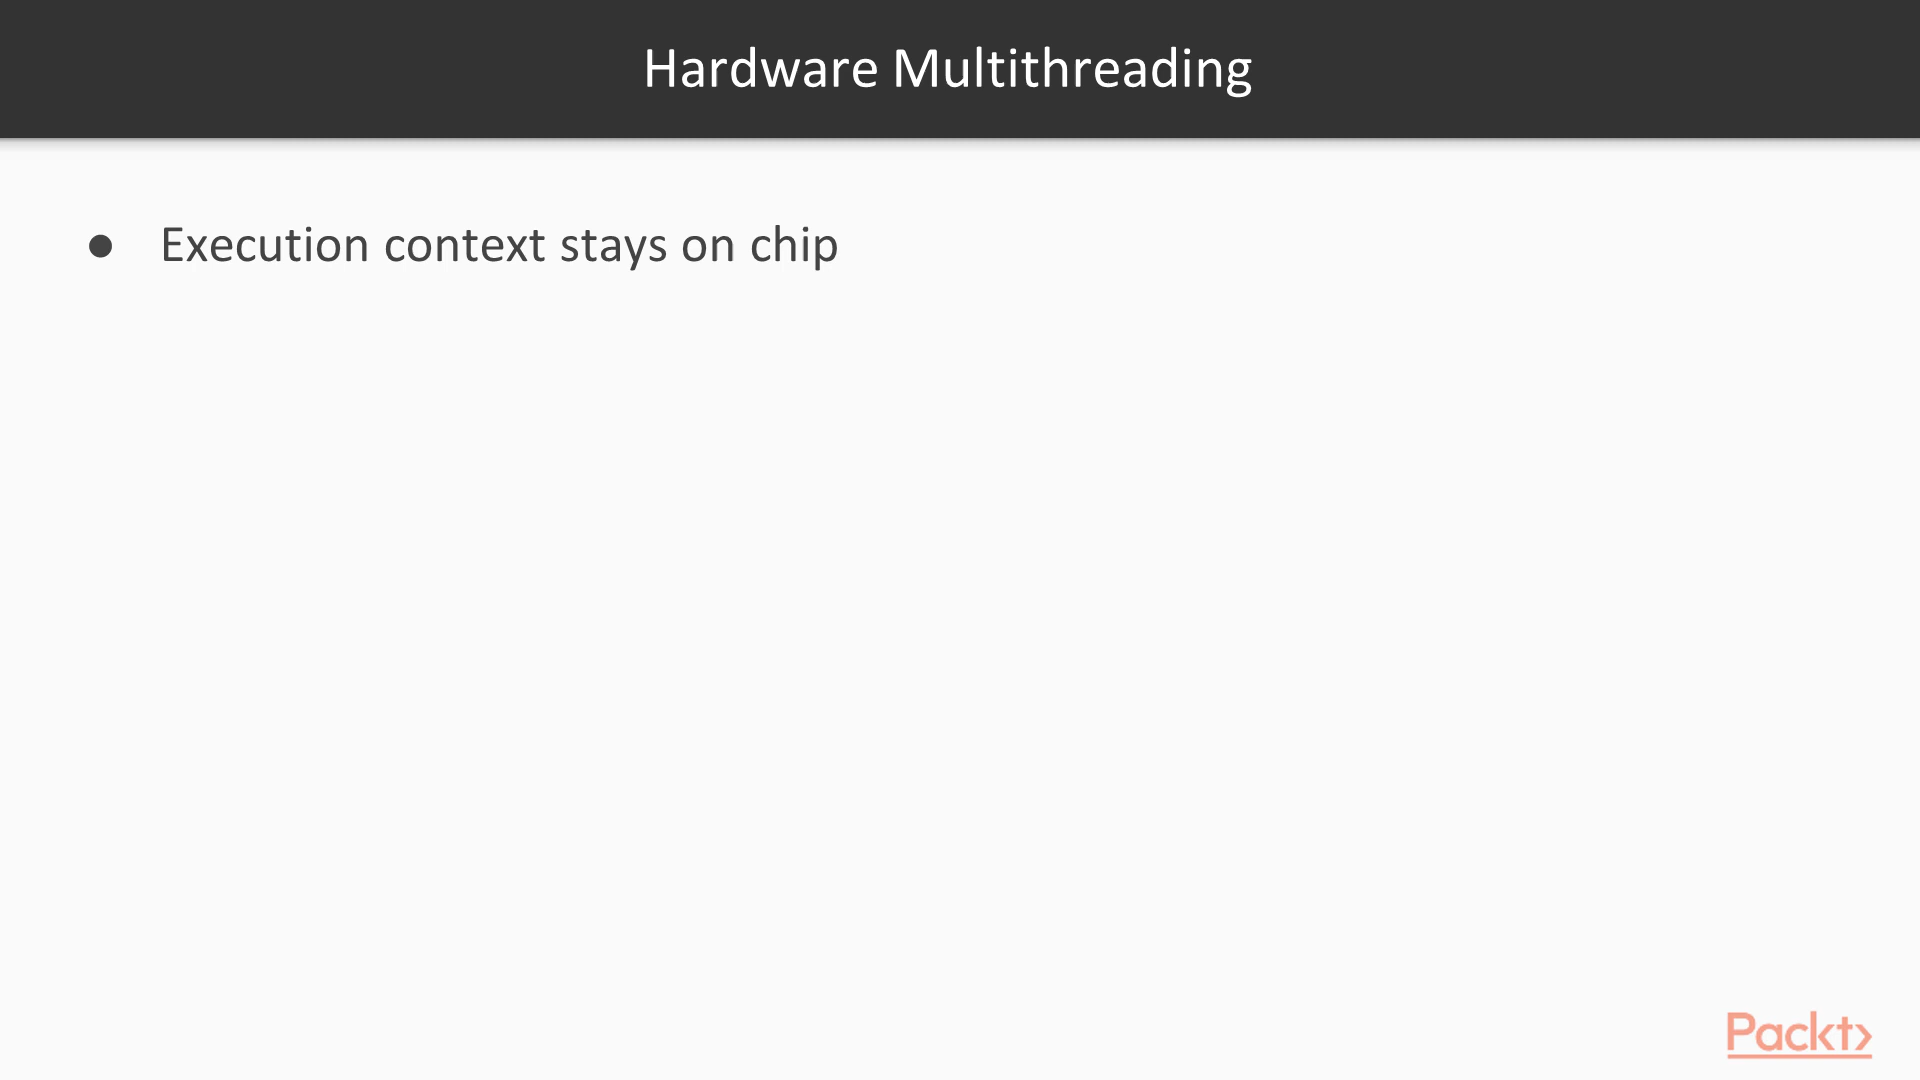 Hardware Multithreading
● Execution context stays on chip
Packt>